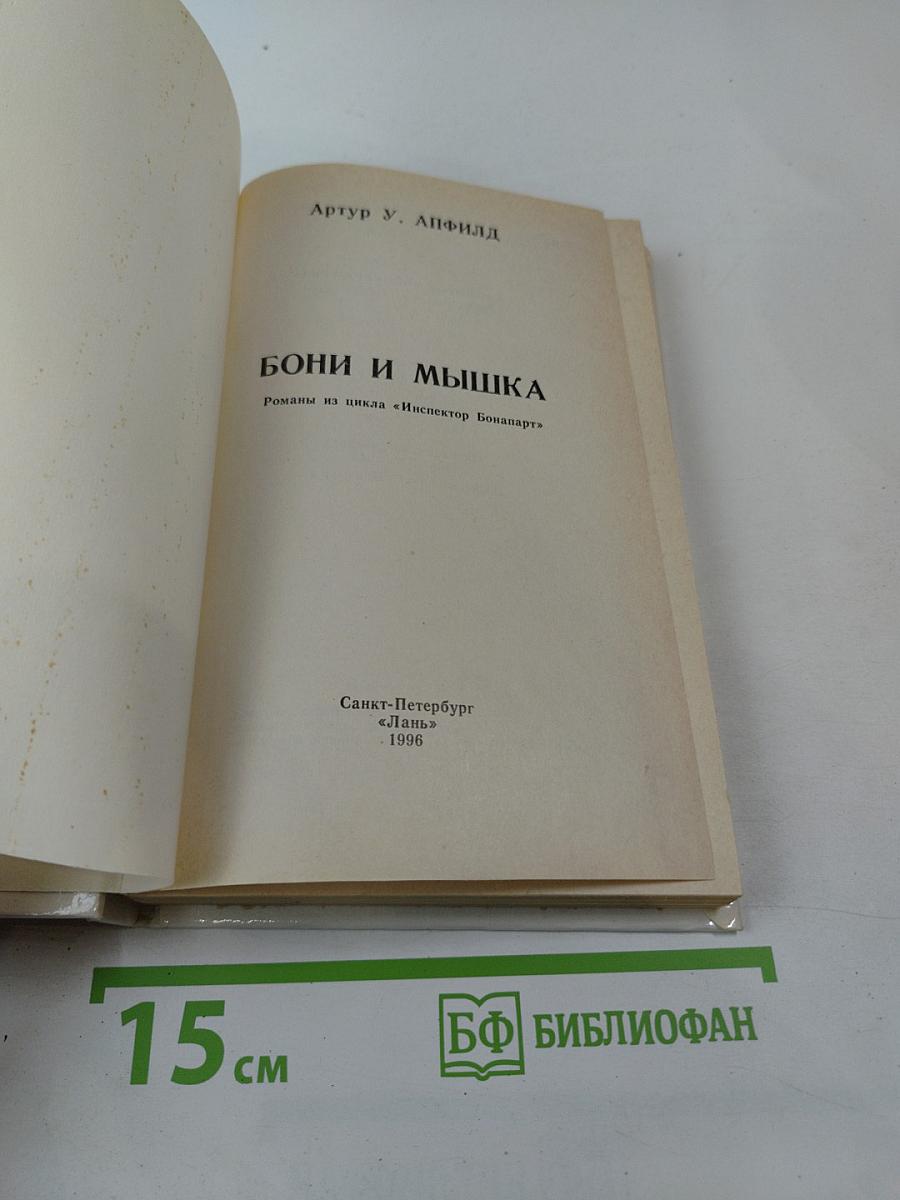 Артур У. АПФИЛД
БОНИ И МЫШКА
Романы из цикла «Инспектор Бонапарт»
Санкт-Петербург
«Лань»
1996
15 см
БФ БИБЛИОФАН